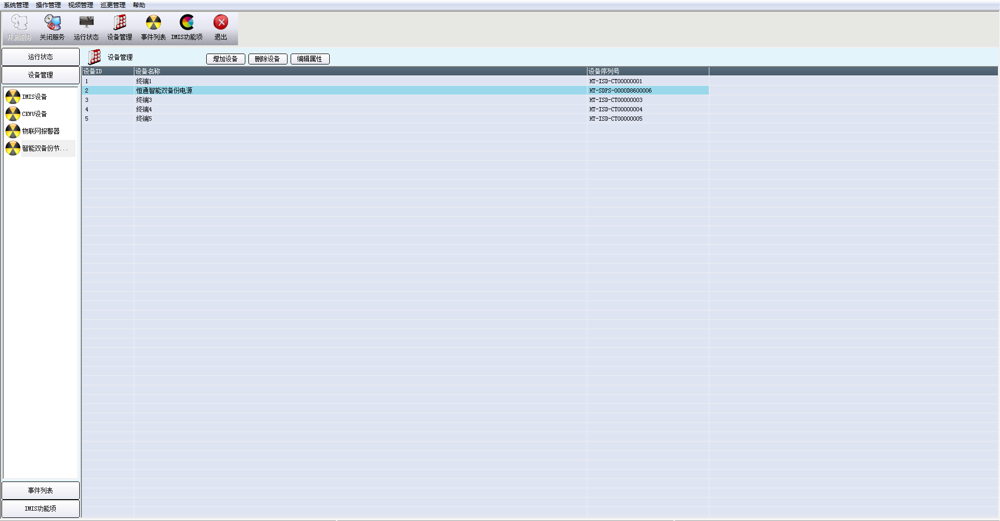 系统管理 操作管理 视频管理 巡更管理 帮助
开启服务 关闭服务 运行状态 设备管理 事件列表 IMIS功能项 退出
运行状态
设备管理
IMIS设备
CKWU设备
物联网报警器
智能双备份节...
事件列表
IMIS功能项
设备管理 增加设备 删除设备 编辑属性
设备ID 设备名称 设备序列号
1 终端1 HT-ISD-CT00000001
2 恒通智能双备份电源 HT-SDPS-0000D8600006
3 终端3 HT-ISD-CT00000003
4 终端4 HT-ISD-CT00000004
5 终端5 HT-ISD-CT00000005